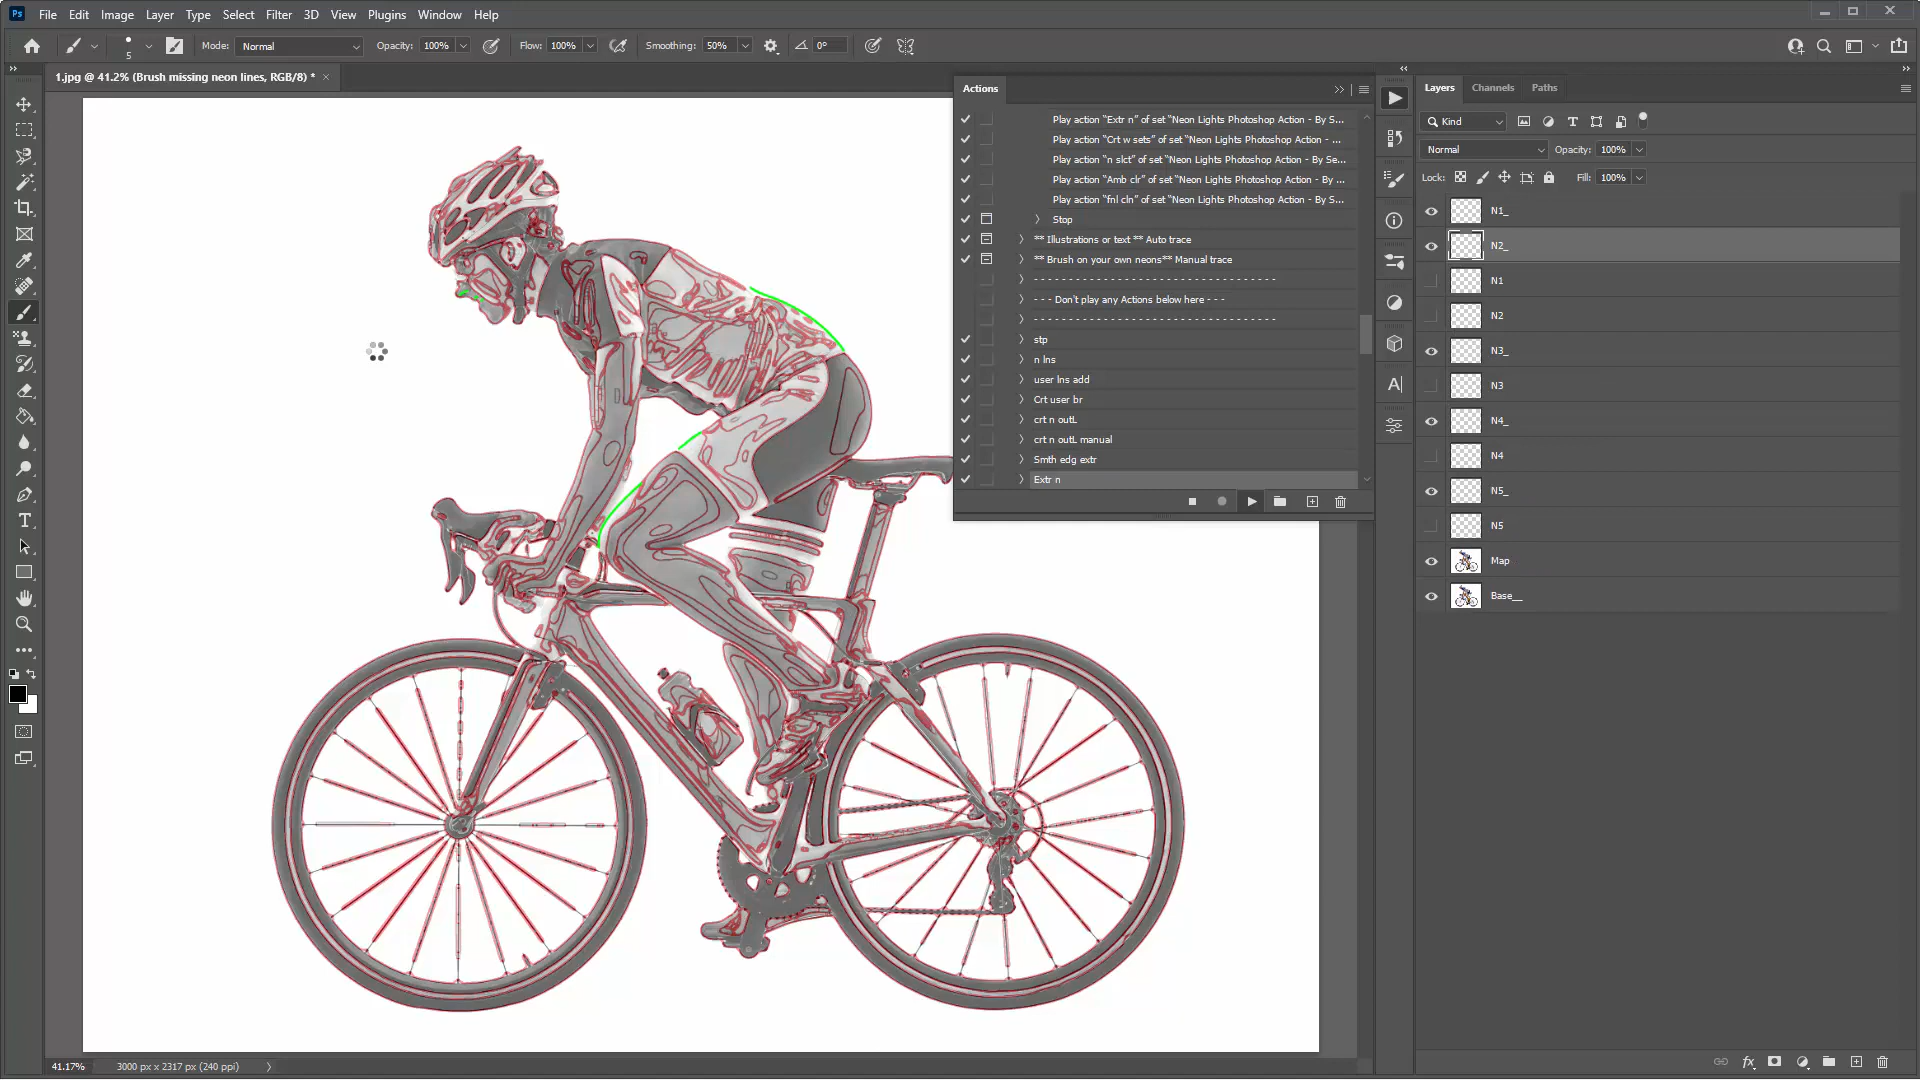 Ps File Edit Image Layer Type Select Filter 3D View Plugins Window Help
5 Mode: Normal Opacity: 100% Flow: 100% Smoothing: 50% 0°
1.jpg @ 41.2% (Brush missing neon lines, RGB/8) *
Actions
Play action "Extr n" of set "Neon Lights Photoshop Action - By S...
Play action "Crt w sets" of set "Neon Lights Photoshop Action - ...
Play action "n slct" of set "Neon Lights Photoshop Action - By Se...
Play action "Amb clr" of set "Neon Lights Photoshop Action - By ...
Play action "fnl cln" of set "Neon Lights Photoshop Action - By S...
Stop
** Illustrations or text ** Auto trace
** Brush on your own neons** Manual trace
- - - - - - - - - - - - - - - - - - - - - - - - - - - - - - - -
- - - Don't play any Actions below here - - -
- - - - - - - - - - - - - - - - - - - - - - - - - - - - - - - -
stp
n lns
user lns add
Crt user br
crt n outL
crt n outL manual
Smth edg extr
Extr n
Layers Channels Paths
Kind
Normal Opacity: 100%
Lock: Fill: 100%
N1_
N2_
N1
N2
N3_
N3
N4_
N4
N5_
N5
Map
Base__
41.17% 3000 px x 2317 px (240 ppi)